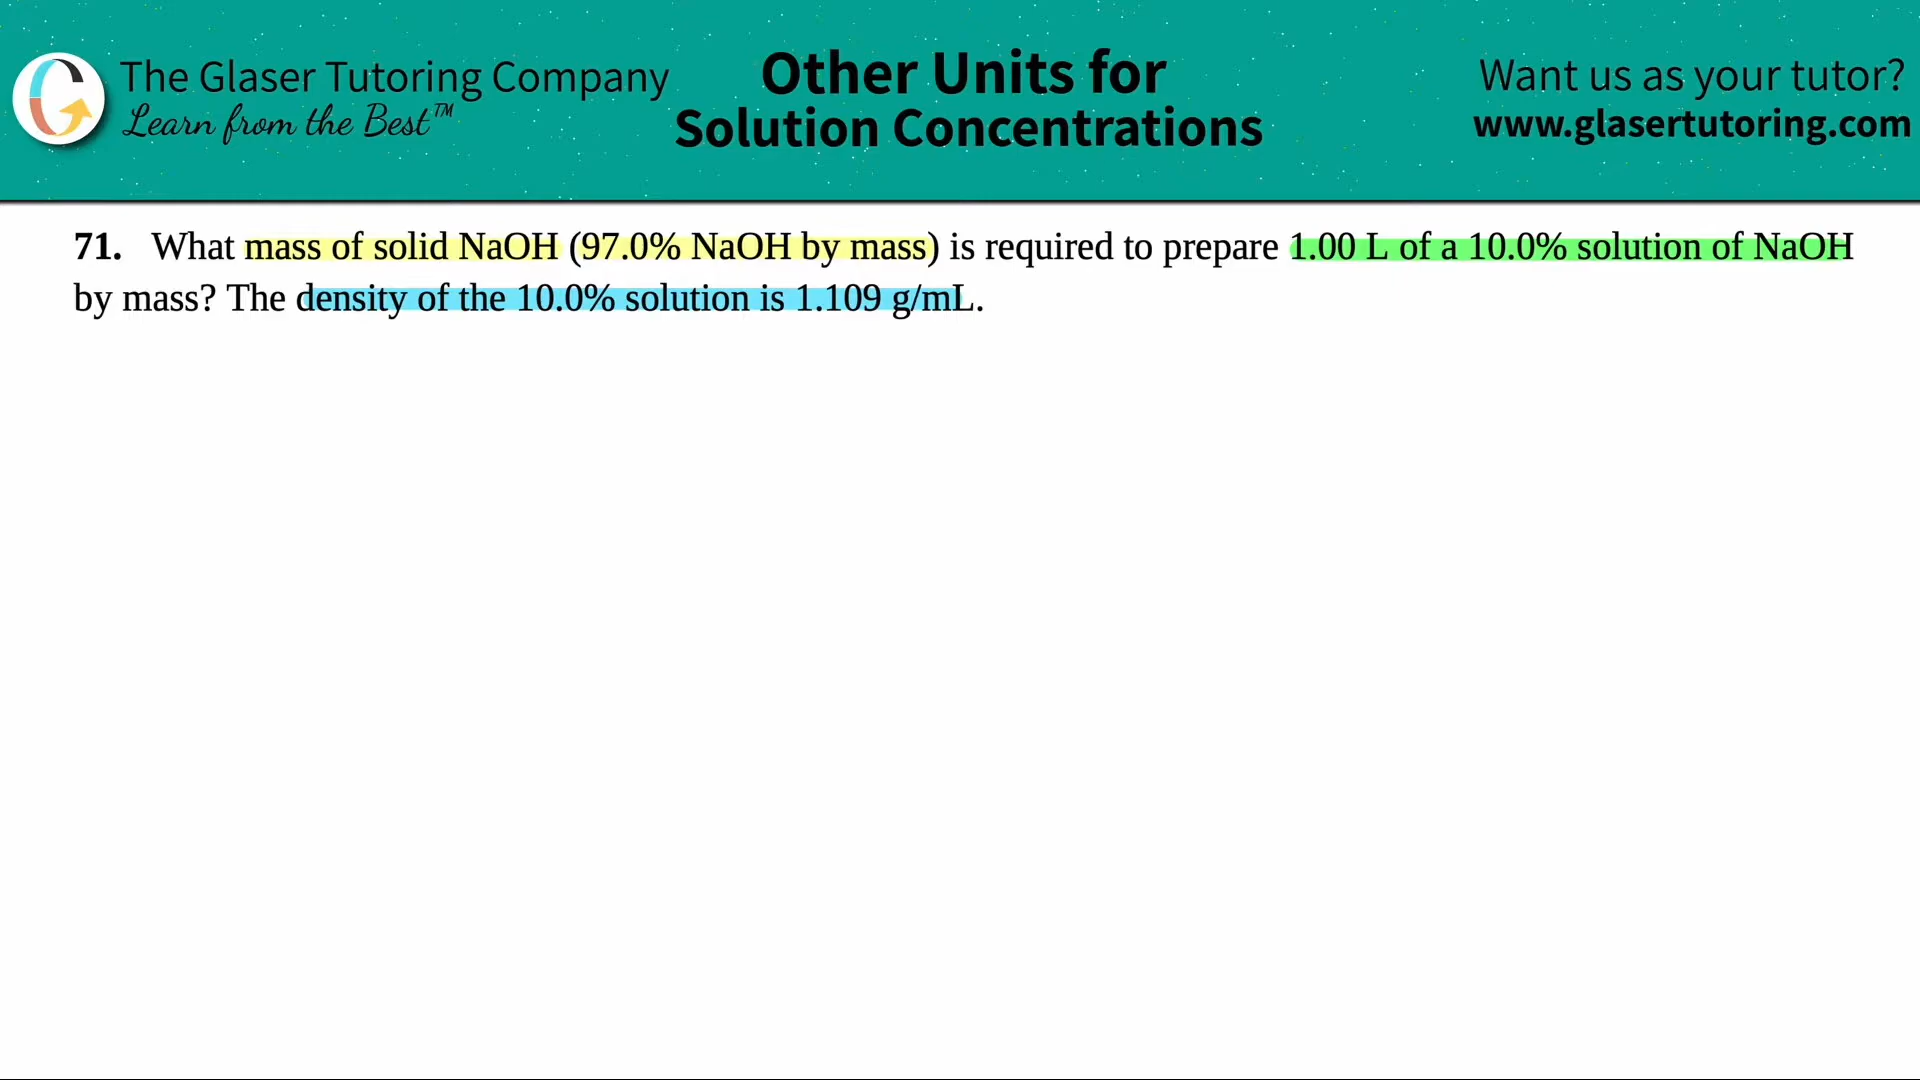 The Glaser Tutoring Company
Learn from the Best™
Other Units for
Solution Concentrations
Want us as your tutor?
www.glasertutoring.com
71. What mass of solid NaOH (97.0% NaOH by mass) is required to prepare 1.00 L of a 10.0% solution of NaOH
by mass? The density of the 10.0% solution is 1.109 g/mL.